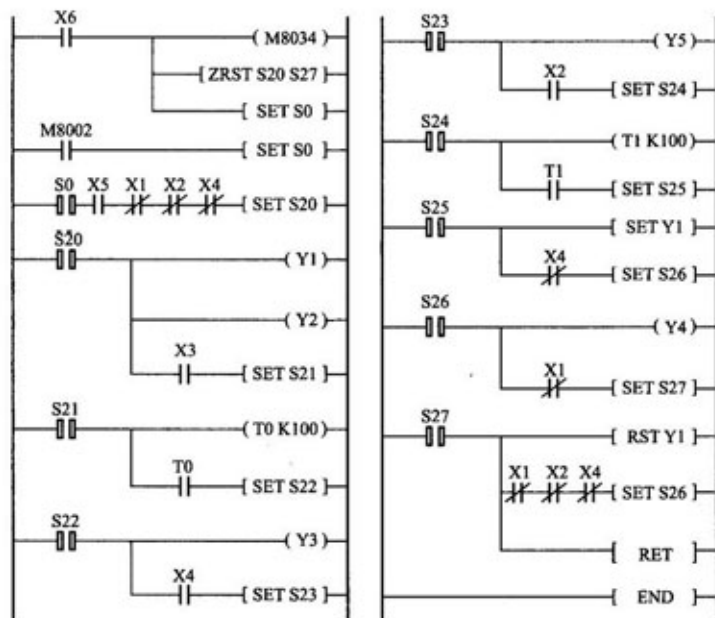 X6
M8034
ZRST S20 S27
SET S0
M8002
SET S0
S0 X5 X1 X2 X4
SET S20
S20
Y1
Y2
X3
SET S21
S21
T0 K100
T0
SET S22
S22
Y3
X4
SET S23
S23
Y5
X2
SET S24
S24
T1 K100
T1
SET S25
S25
SET Y1
X4
SET S26
S26
Y4
X1
SET S27
S27
RST Y1
X1 X2 X4
SET S26
RET
END